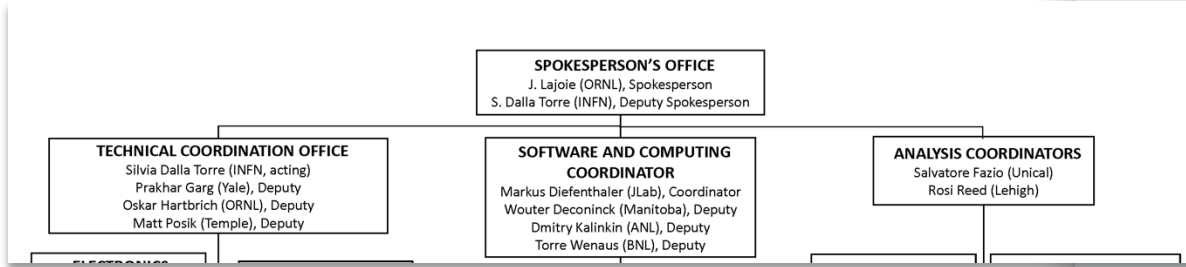 SPOKESPERSON'S OFFICE
J. Lajoie (ORNL), Spokesperson
S. Dalla Torre (INFN), Deputy Spokesperson
TECHNICAL COORDINATION OFFICE
Silvia Dalla Torre (INFN, acting)
Prakhar Garg (Yale), Deputy
Oskar Hartbrich (ORNL), Deputy
Matt Posik (Temple), Deputy
SOFTWARE AND COMPUTING
COORDINATOR
Markus Diefenthaler (JLab), Coordinator
Wouter Deconinck (Manitoba), Deputy
Dmitry Kalinkin (ANL), Deputy
Torre Wenaus (BNL), Deputy
ANALYSIS COORDINATORS
Salvatore Fazio (Unical)
Rosi Reed (Lehigh)
ELECTRONICS